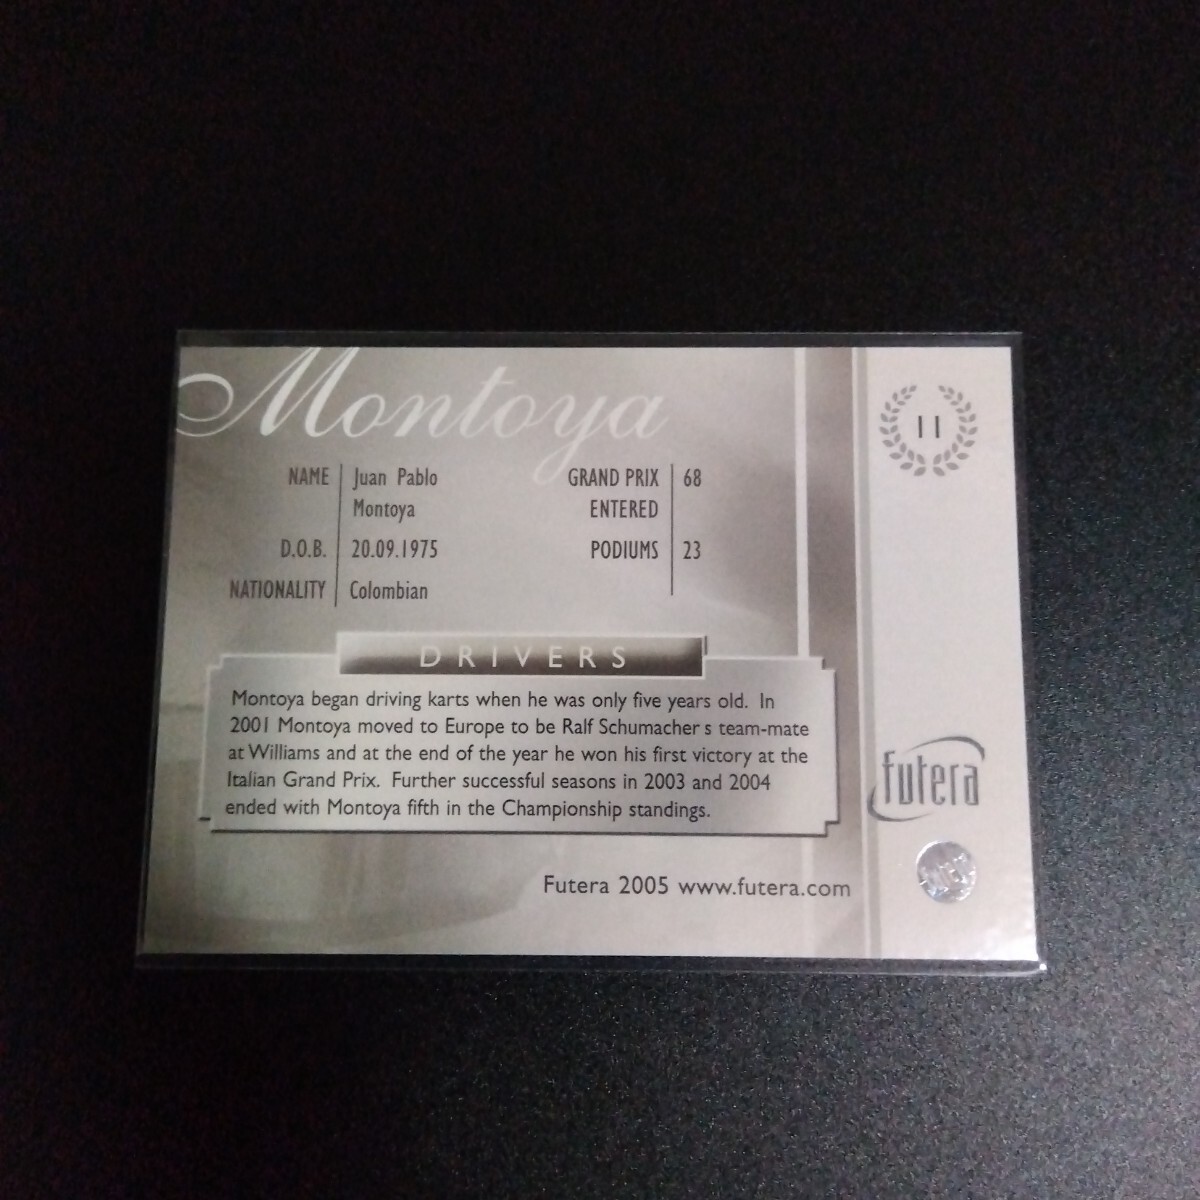 Montoya
11
NAME Juan Pablo
Montoya
D.O.B. 20.09.1975
NATIONALITY Colombian
GRAND PRIX 68
ENTERED
PODIUMS 23
DRIVERS
Montoya began driving karts when he was only five years old. In
2001 Montoya moved to Europe to be Ralf Schumacher s team-mate
at Williams and at the end of the year he won his first victory at the
Italian Grand Prix. Further successful seasons in 2003 and 2004
ended with Montoya fifth in the Championship standings.
futera
Futera 2005 www.futera.com